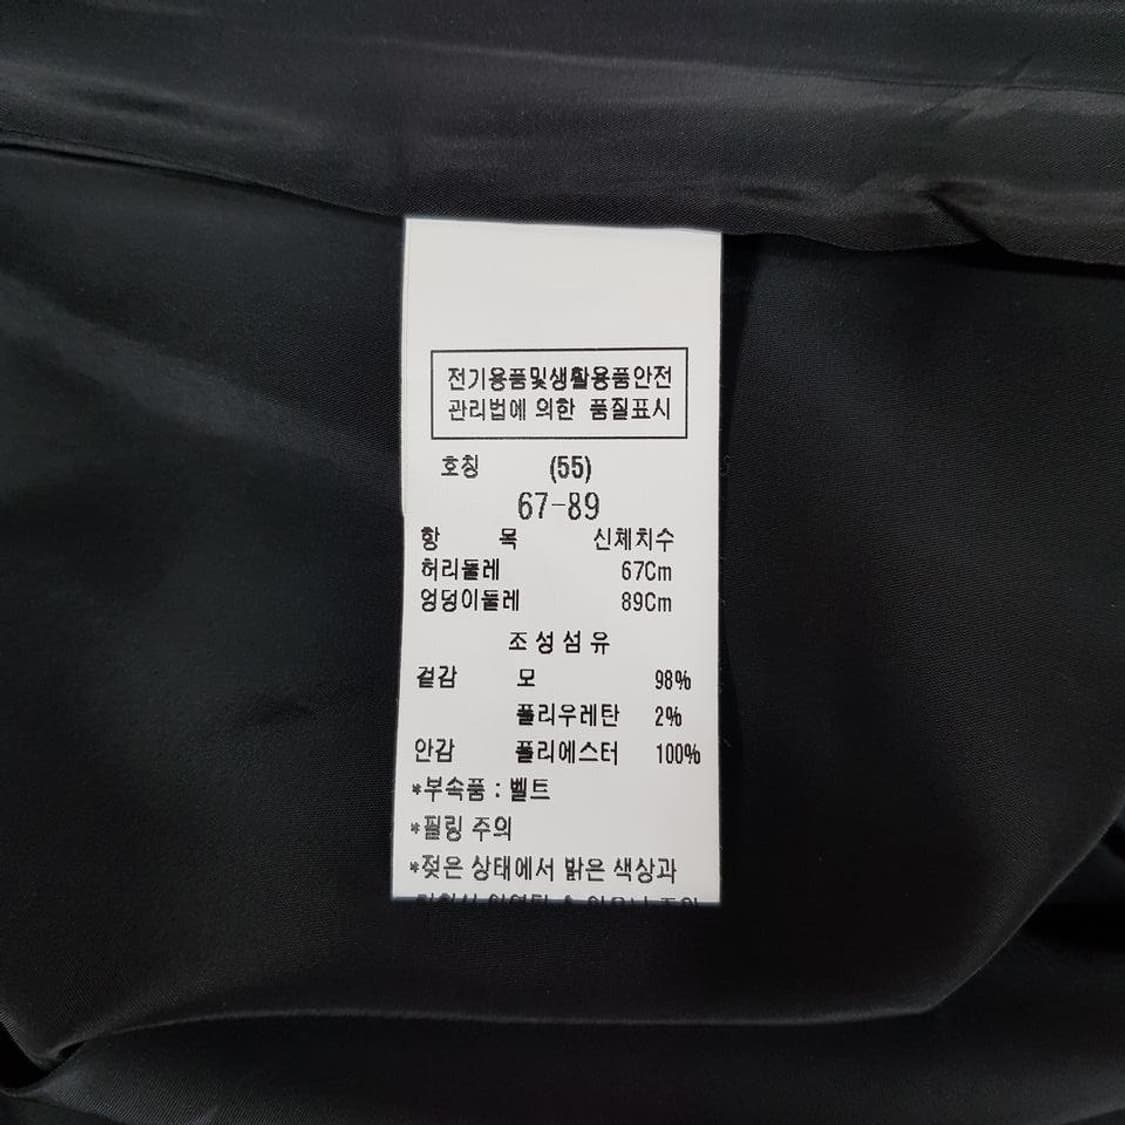 전기용품및생활용품안전
관리법에 의한 품질표시
호칭 (55)
67-89
항 목 신체치수
허리둘레 67Cm
엉덩이둘레 89Cm
조성섬유
겉감 모 98%
폴리우레탄 2%
안감 폴리에스터 100%
*부속품 : 벨트
*필링 주의
*젖은 상태에서 밝은 색상과